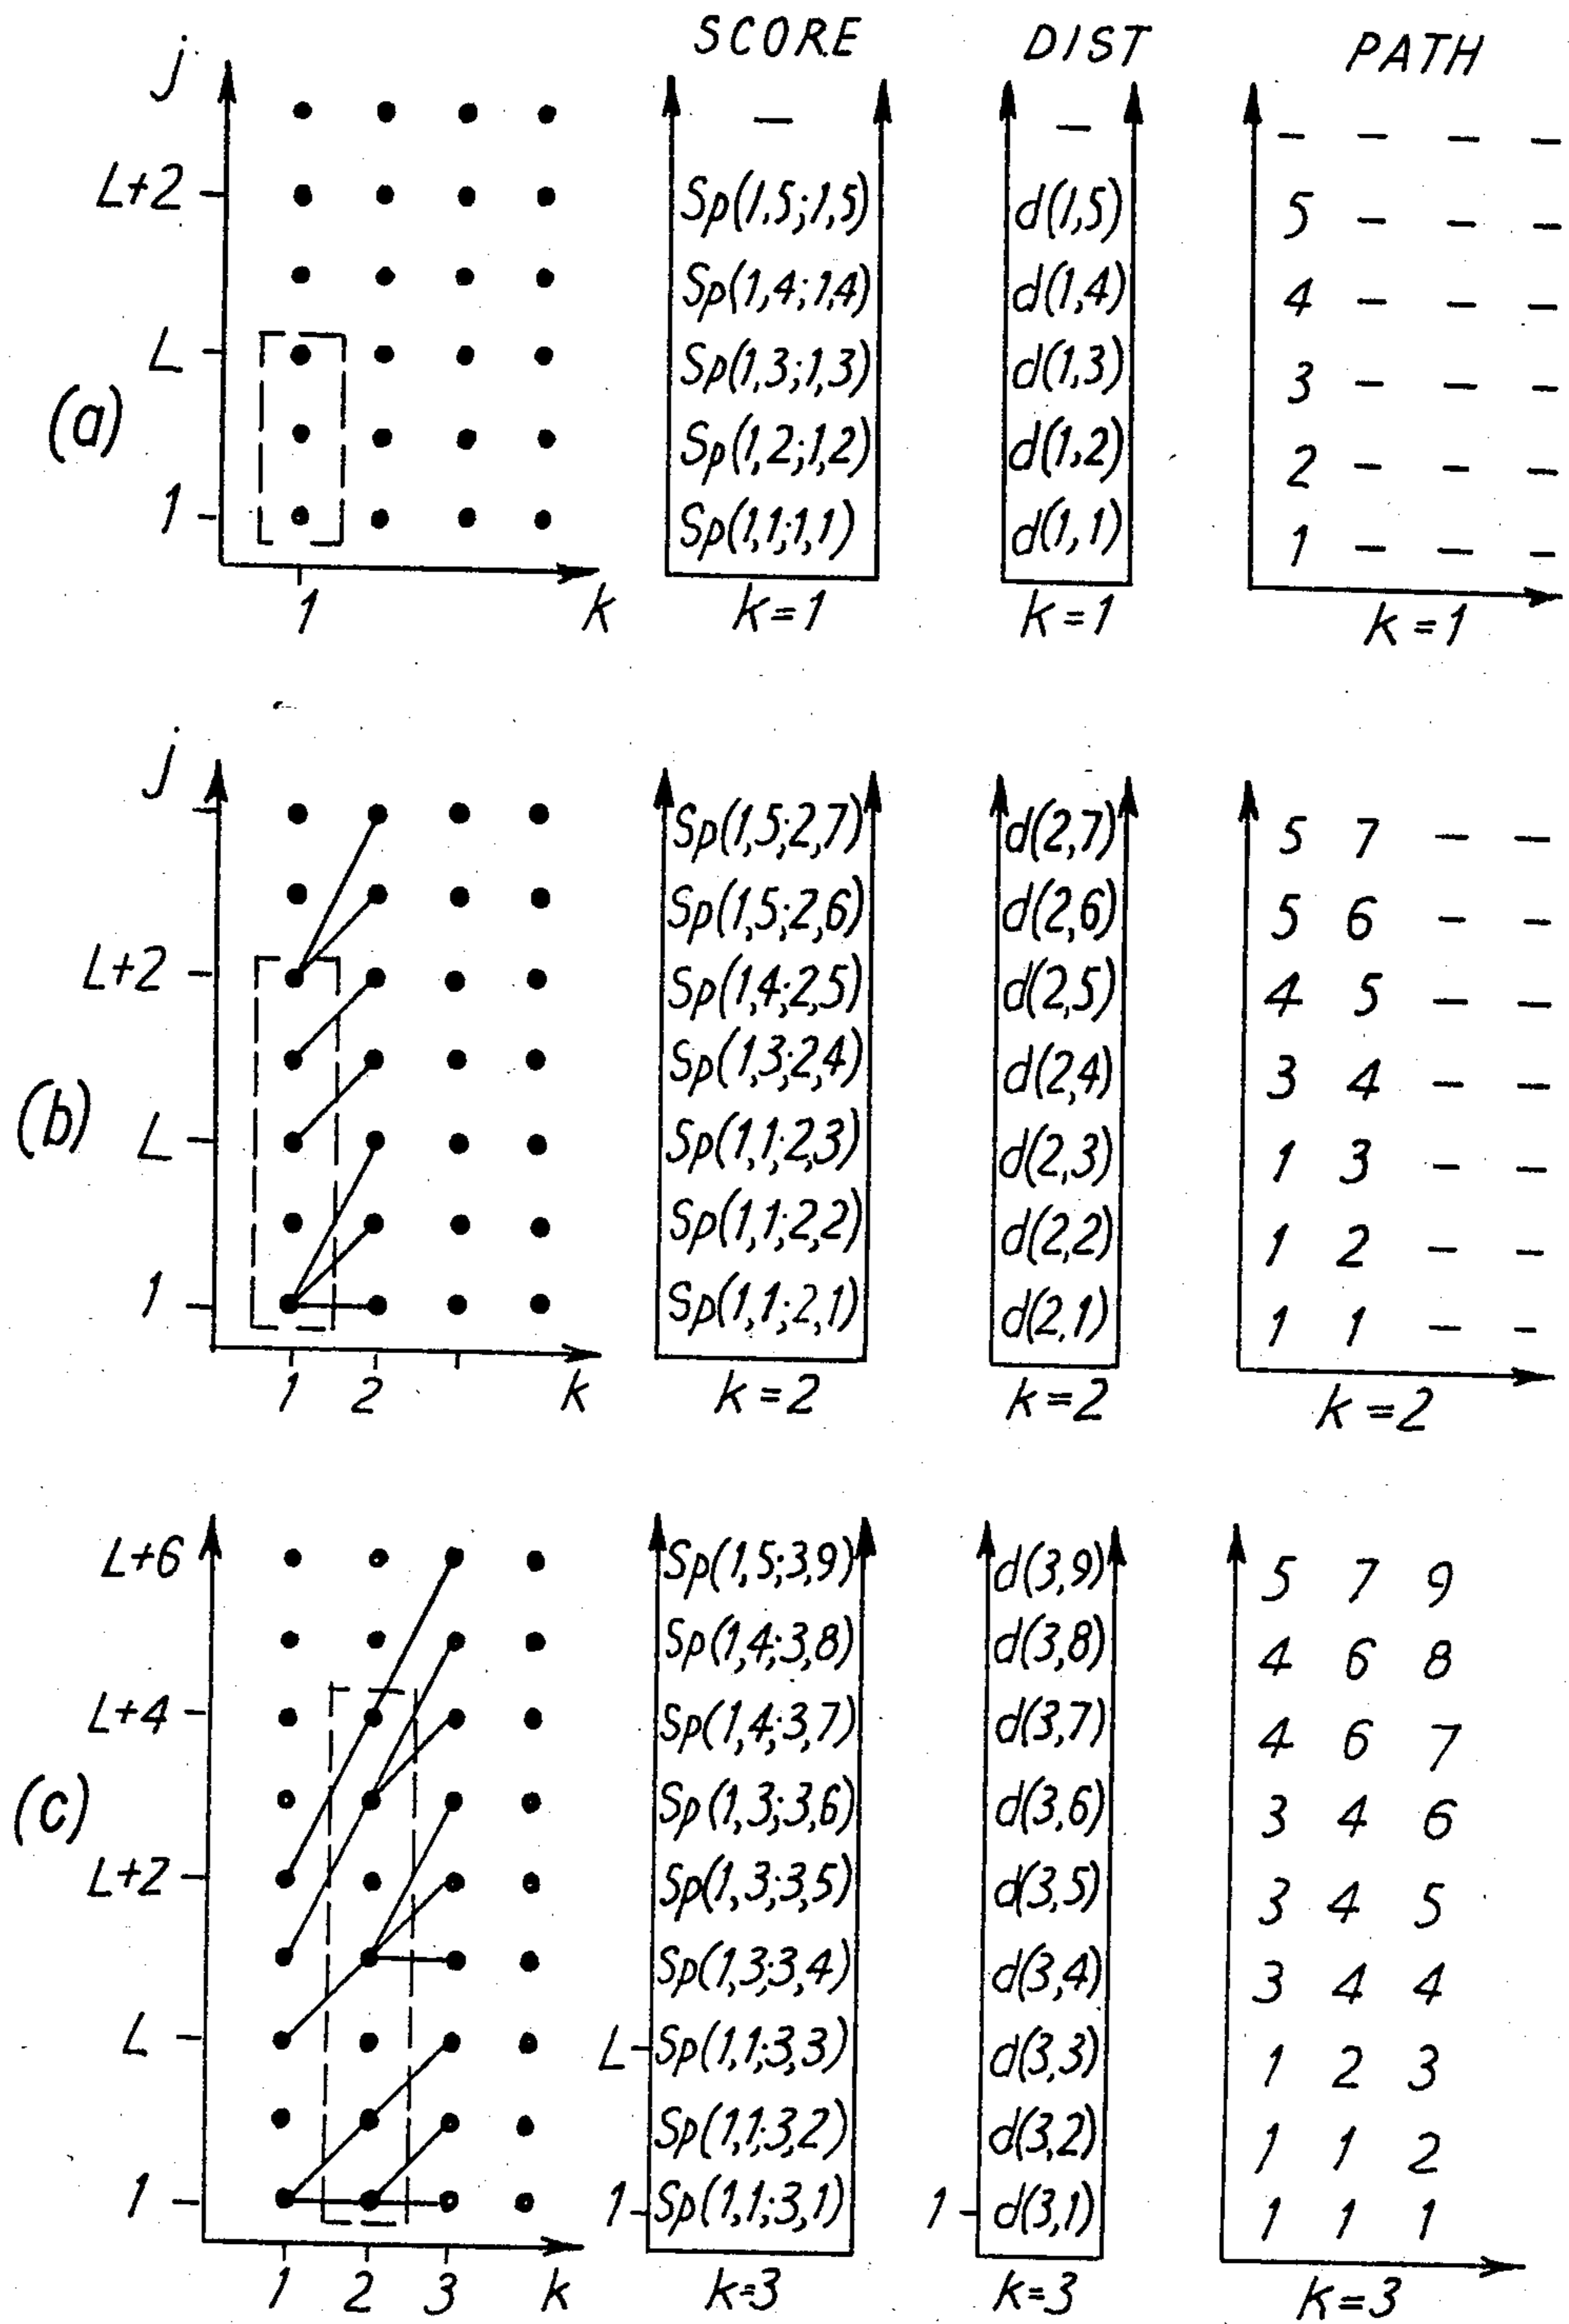 SCORE DIST PATH
j
— — — — — —
L+2 Sp(1,5;1,5) d(1,5) 5 — — —
Sp(1,4;1,4) d(1,4) 4 — — —
L Sp(1,3;1,3) d(1,3) 3 — — —
(a) Sp(1,2;1,2) d(1,2) 2 — — —
1 Sp(1,1;1,1) d(1,1) 1 — — —
1 k k=1 k=1 k=1
j
Sp(1,5;2,7) d(2,7) 5 7 — —
Sp(1,5;2,6) d(2,6) 5 6 — —
L+2 Sp(1,4;2,5) d(2,5) 4 5 — —
Sp(1,3;2,4) d(2,4) 3 4 — —
(b) L Sp(1,1;2,3) d(2,3) 1 3 — —
Sp(1,1;2,2) d(2,2) 1 2 — —
1 Sp(1,1;2,1) d(2,1) 1 1 — —
1 2 k k=2 k=2 k=2
L+6 Sp(1,5;3,9) d(3,9) 5 7 9
Sp(1,4;3,8) d(3,8) 4 6 8
L+4 Sp(1,4;3,7) d(3,7) 4 6 7
(c) Sp(1,3;3,6) d(3,6) 3 4 6
L+2 Sp(1,3;3,5) d(3,5) 3 4 5
Sp(1,3;3,4) d(3,4) 3 4 4
L L Sp(1,1;3,3) d(3,3) 1 2 3
Sp(1,1;3,2) d(3,2) 1 1 2
1 1 Sp(1,1;3,1) 1 d(3,1) 1 1 1
1 2 3 k k=3 k=3 k=3